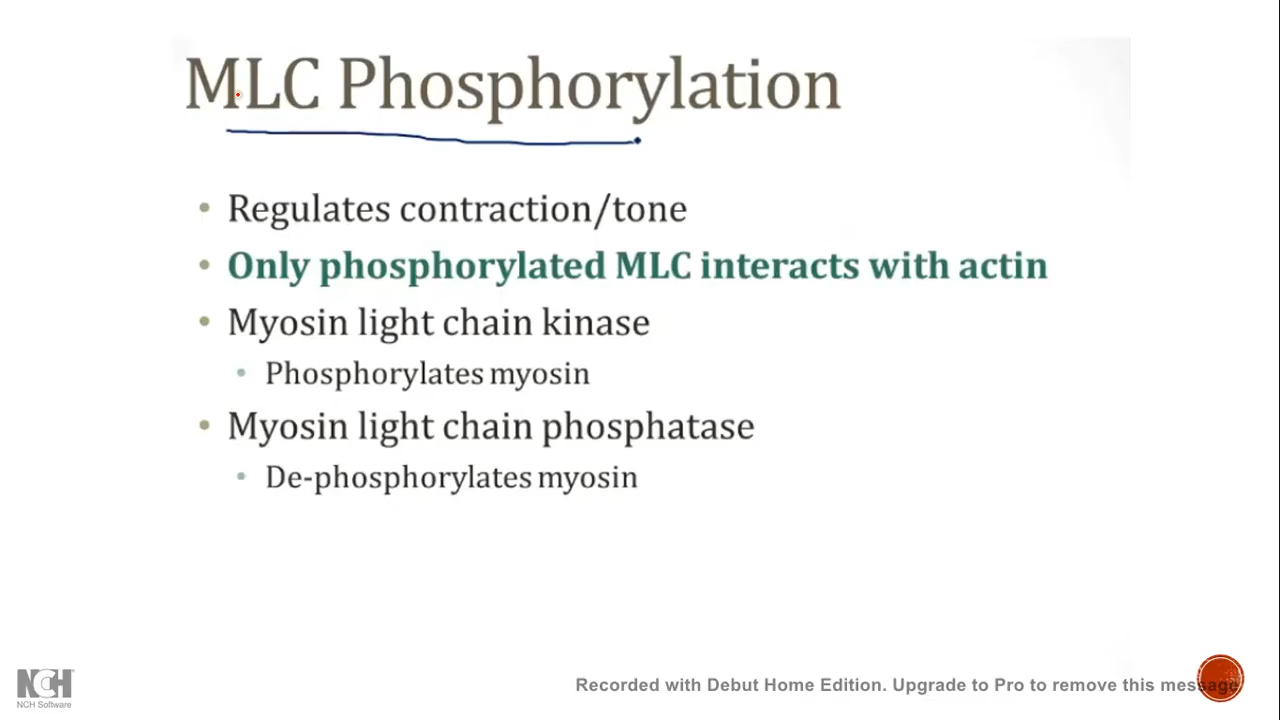 MLC Phosphorylation
• Regulates contraction/tone
• Only phosphorylated MLC interacts with actin
• Myosin light chain kinase
• Phosphorylates myosin
• Myosin light chain phosphatase
• De-phosphorylates myosin
NCH
NCH Software
Recorded with Debut Home Edition. Upgrade to Pro to remove this message